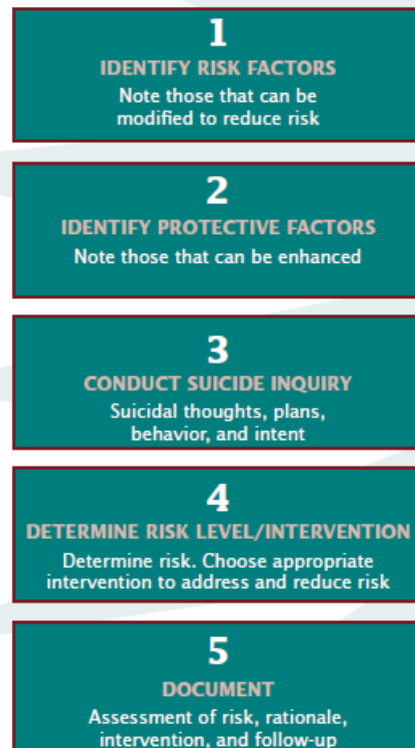 1
IDENTIFY RISK FACTORS
Note those that can be
modified to reduce risk
2
IDENTIFY PROTECTIVE FACTORS
Note those that can be enhanced
3
CONDUCT SUICIDE INQUIRY
Suicidal thoughts, plans,
behavior, and intent
4
DETERMINE RISK LEVEL/INTERVENTION
Determine risk. Choose appropriate
intervention to address and reduce risk
5
DOCUMENT
Assessment of risk, rationale,
intervention, and follow-up